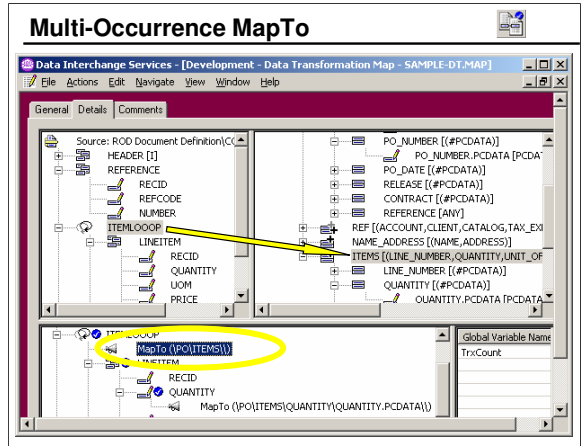 Multi-Occurrence MapTo
Data Interchange Services - [Development - Data Transformation Map - SAMPLE-DT.MAP]
File Actions Edit Navigate View Window Help
General Details Comments
Source: ROD Document Definition\C
HEADER [I]
REFERENCE
RECID
REFCODE
NUMBER
ITEMLOOOP
LINEITEM
RECID
QUANTITY
UOM
PRICE
PO_NUMBER [(#PCDATA)]
PO_NUMBER.PCDATA [PCDA
PO_DATE [(#PCDATA)]
RELEASE [(#PCDATA)]
CONTRACT [(#PCDATA)]
REFERENCE [ANY]
REF [(ACCOUNT,CLIENT,CATALOG,TAX_EX
NAME_ADDRESS [(NAME,ADDRESS)]
ITEMS [(LINE_NUMBER,QUANTITY,UNIT_OF
LINE_NUMBER [(#PCDATA)]
QUANTITY [(#PCDATA)]
QUANTITY.PCDATA [PCDATA
ITEMLOOOP
MapTo (\PO\ITEMS\\)
LINEITEM
RECID
QUANTITY
MapTo (\PO\ITEMS\QUANTITY\QUANTITY.PCDATA\\)
Global Variable Name
TrxCount